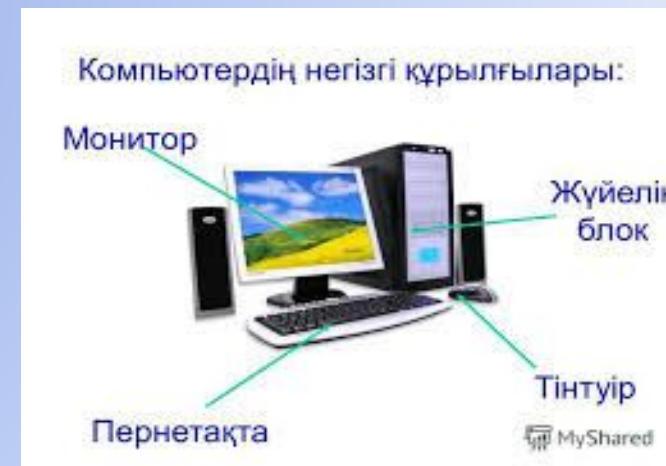 Компьютердің негізгі құрылғылары:
Монитор
Жүйелік
блок
Тінтуір
Пернетақта
MyShared